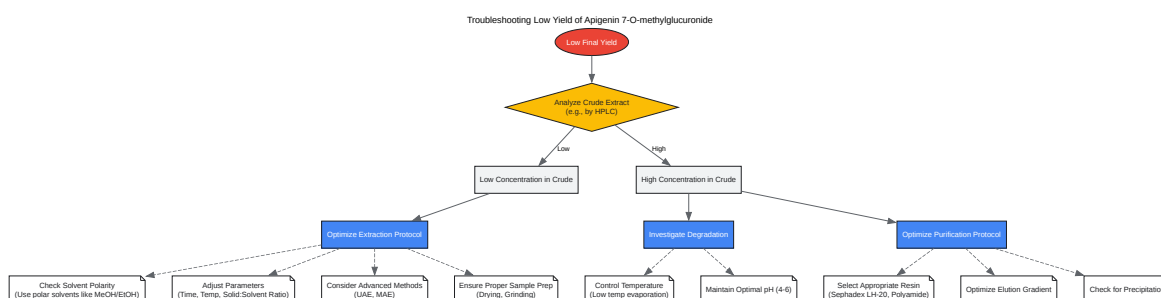 Troubleshooting Low Yield of Apigenin 7-O-methylglucuronide
Low Final Yield
Analyze Crude Extract
(e.g., by HPLC)
Low
High
Low Concentration in Crude
High Concentration in Crude
Optimize Extraction Protocol
Investigate Degradation
Optimize Purification Protocol
Check Solvent Polarity
(Use polar solvents like MeOH/EtOH)
Adjust Parameters
(Time, Temp, Solid:Solvent Ratio)
Consider Advanced Methods
(UAE, MAE)
Ensure Proper Sample Prep
(Drying, Grinding)
Control Temperature
(Low temp evaporation)
Maintain Optimal pH (4-6)
Select Appropriate Resin
(Sephadex LH-20, Polyamide)
Optimize Elution Gradient
Check for Precipitatio